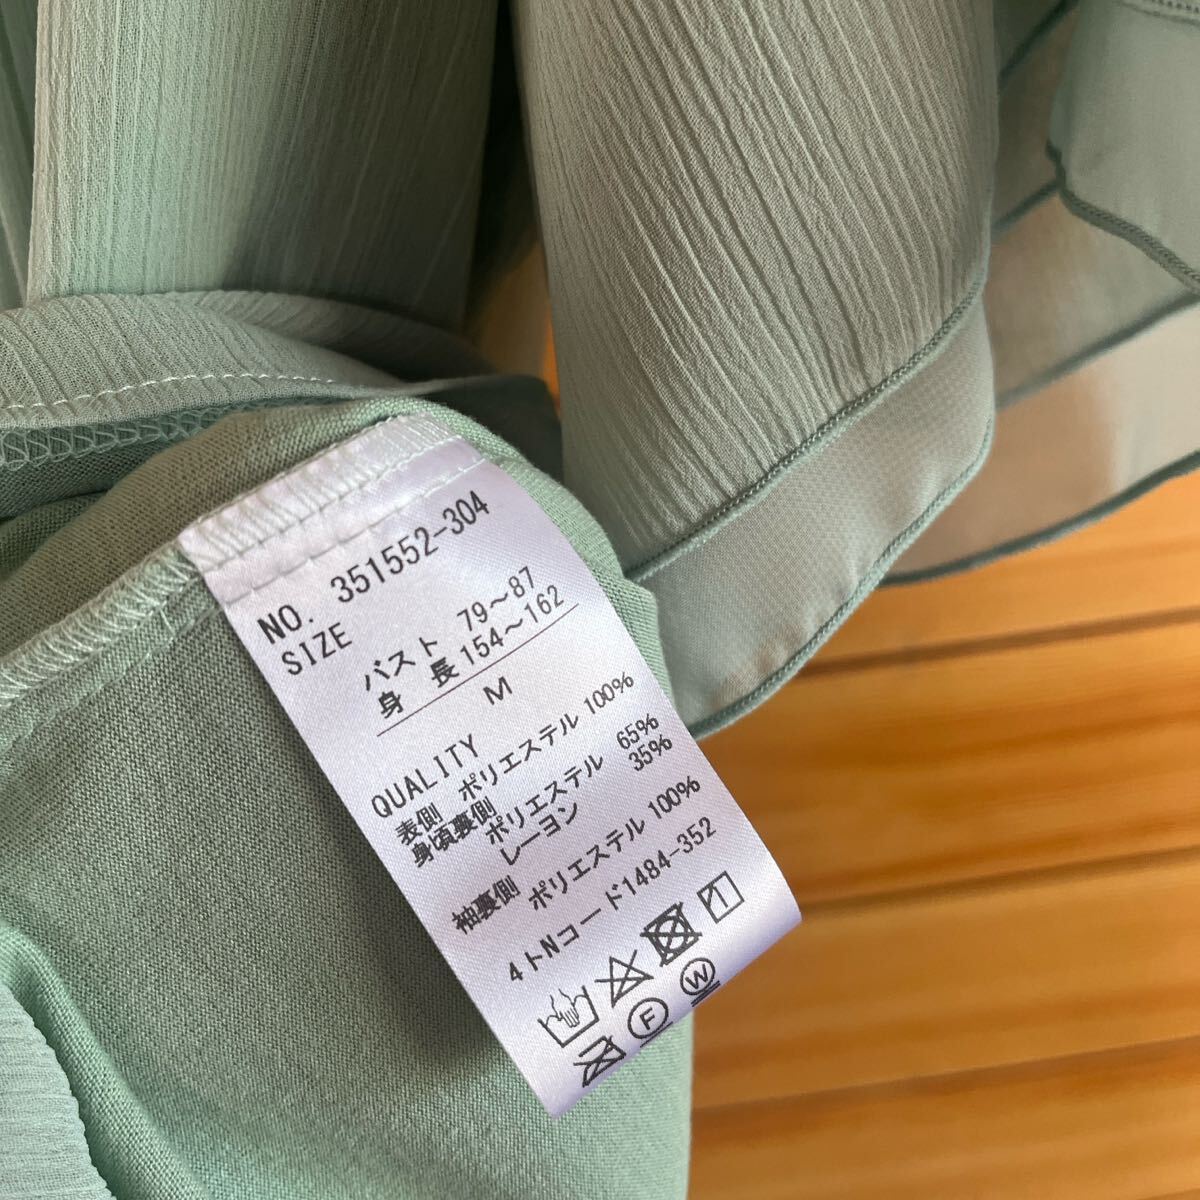 NO. 351552-304
SIZE
バスト 79～87
身 長 154～162
M
QUALITY
表側 ポリエステル 100%
身頃裏側 ポリエステル 65%
レーヨン 35%
袖裏側 ポリエステル 100%
4トNコード1484-352
F
W